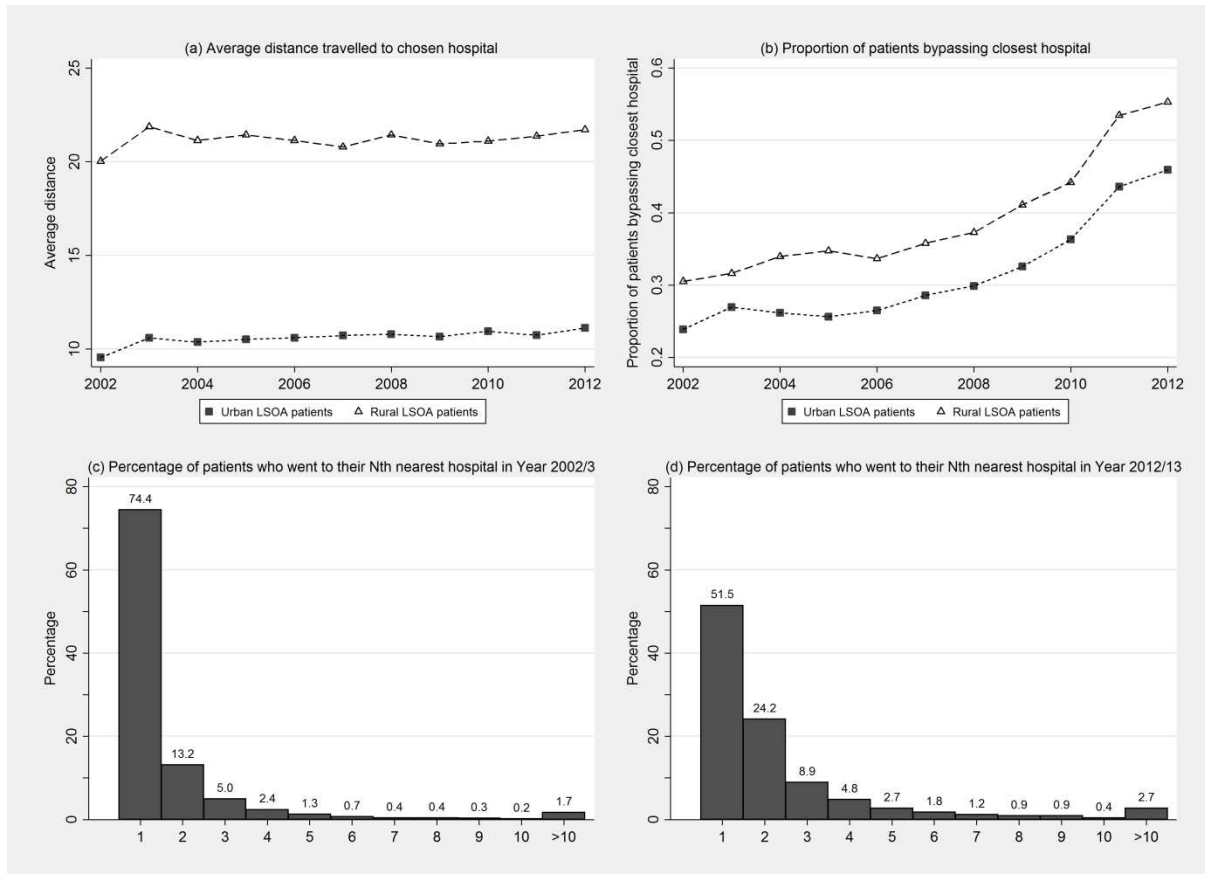 (a) Average distance travelled to chosen hospital
Average distance
25
20
15
10
2002 2004 2006 2008 2010 2012
Urban LSOA patients Rural LSOA patients
(b) Proportion of patients bypassing closest hospital
Proportion of patients bypassing closest hospital
0.6
0.5
0.4
0.3
0.2
2002 2004 2006 2008 2010 2012
Urban LSOA patients Rural LSOA patients
(c) Percentage of patients who went to their Nth nearest hospital in Year 2002/3
Percentage
80
60
40
20
0
74.4
13.2
5.0
2.4
1.3
0.7
0.4
0.4
0.3
0.2
1.7
1 2 3 4 5 6 7 8 9 10 >10
(d) Percentage of patients who went to their Nth nearest hospital in Year 2012/13
Percentage
80
60
40
20
0
51.5
24.2
8.9
4.8
2.7
1.8
1.2
0.9
0.9
0.4
2.7
1 2 3 4 5 6 7 8 9 10 >10